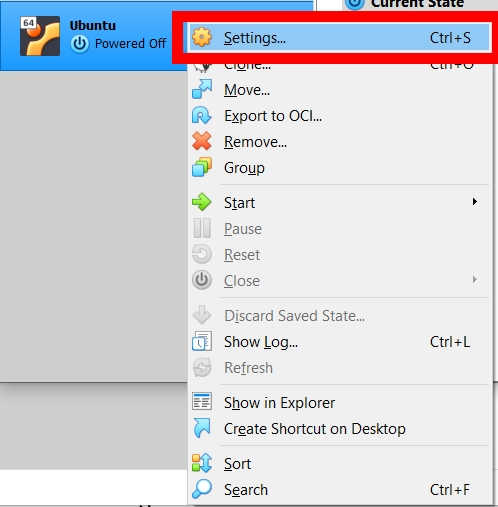 Current State
64
Ubuntu
Powered Off
Settings... Ctrl+S
Clone... Ctrl+O
Move...
Export to OCI...
Remove...
Group
Start
Pause
Reset
Close
Discard Saved State...
Show Log... Ctrl+L
Refresh
Show in Explorer
Create Shortcut on Desktop
Sort
Search Ctrl+F